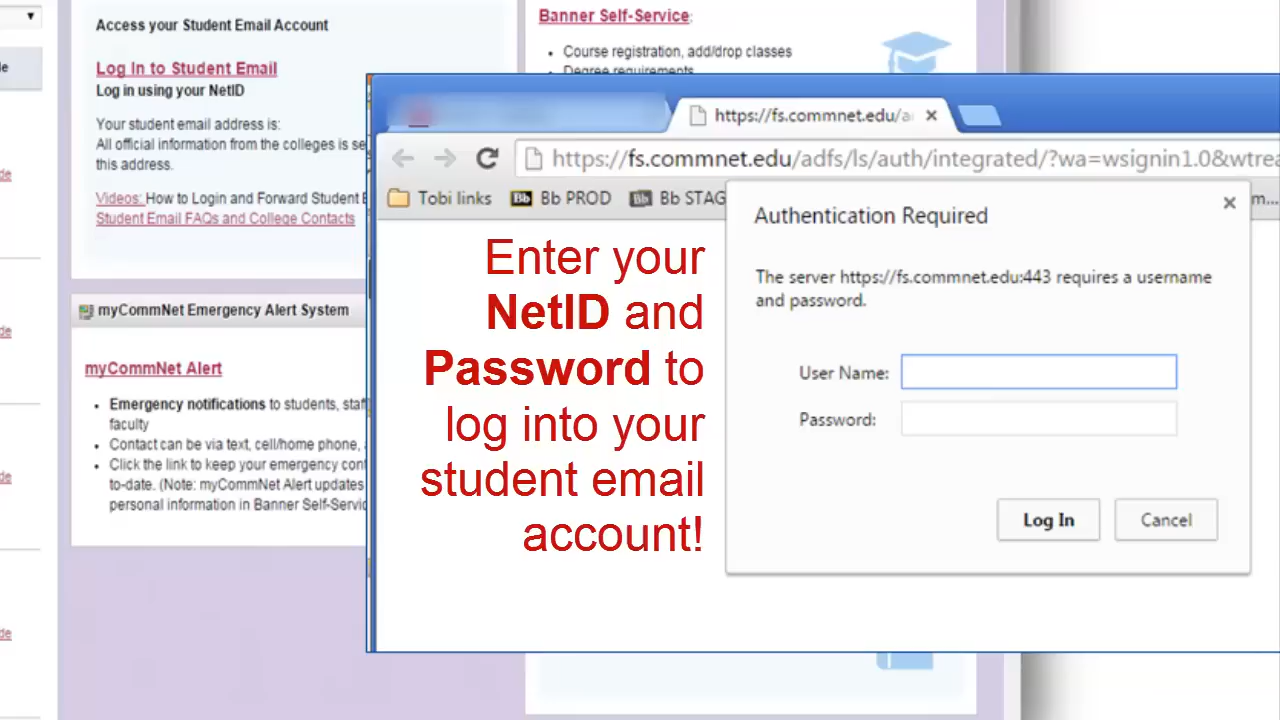 Access your Student Email Account
Log In to Student Email
Log in using your NetID
Your student email address is:
All official information from the colleges is se
this address.
Videos: How to Login and Forward Student E
Student Email FAQs and College Contacts
myCommNet Emergency Alert System
myCommNet Alert
• Emergency notifications to students, staf
faculty
• Contact can be via text, cell/home phone,
• Click the link to keep your emergency con
to-date. (Note: myCommNet Alert updates
personal information in Banner Self-Servic
Banner Self-Service:
• Course registration, add/drop classes
• Degree requirements
https://fs.commnet.edu/a
https://fs.commnet.edu/adfs/ls/auth/integrated/?wa=wsignin1.0&wtrea
Tobi links
Bb PROD
Bb STAG
m...
Enter your
NetID and
Password to
log into your
student email
account!
Authentication Required
The server https://fs.commnet.edu:443 requires a username
and password.
User Name:
Password:
Log In
Cancel
de
de
de
de
de